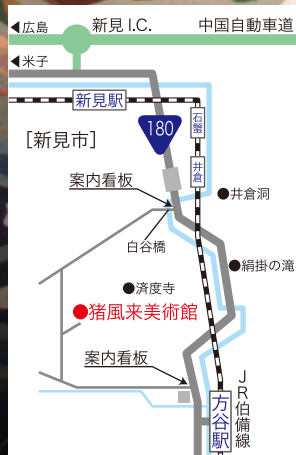 ◀広島
新見I.C.
中国自動車道
◀米子
新見駅
石蟹
180
[新見市]
井倉
案内看板
●井倉洞
白谷橋
●絹掛の滝
●済度寺
●猪風来美術館
案内看板
JR伯備線
方谷駅